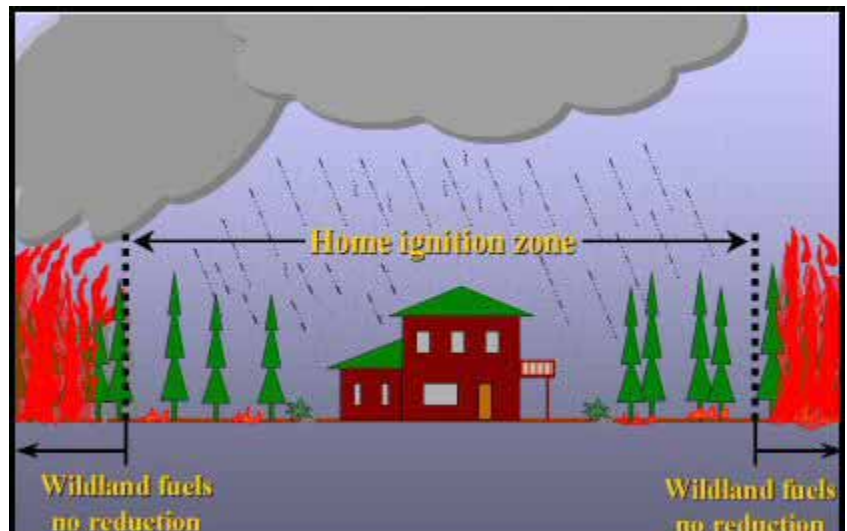 Home ignition zone
Wildland fuels
no reduction
Wildland fuels
no reduction